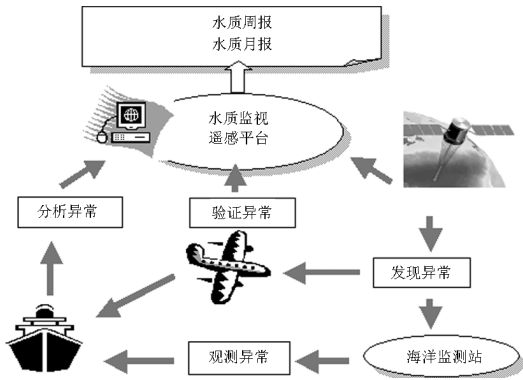 水质周报
水质月报
水质监视
遥感平台
分析异常
验证异常
发现异常
观测异常
海洋监测站